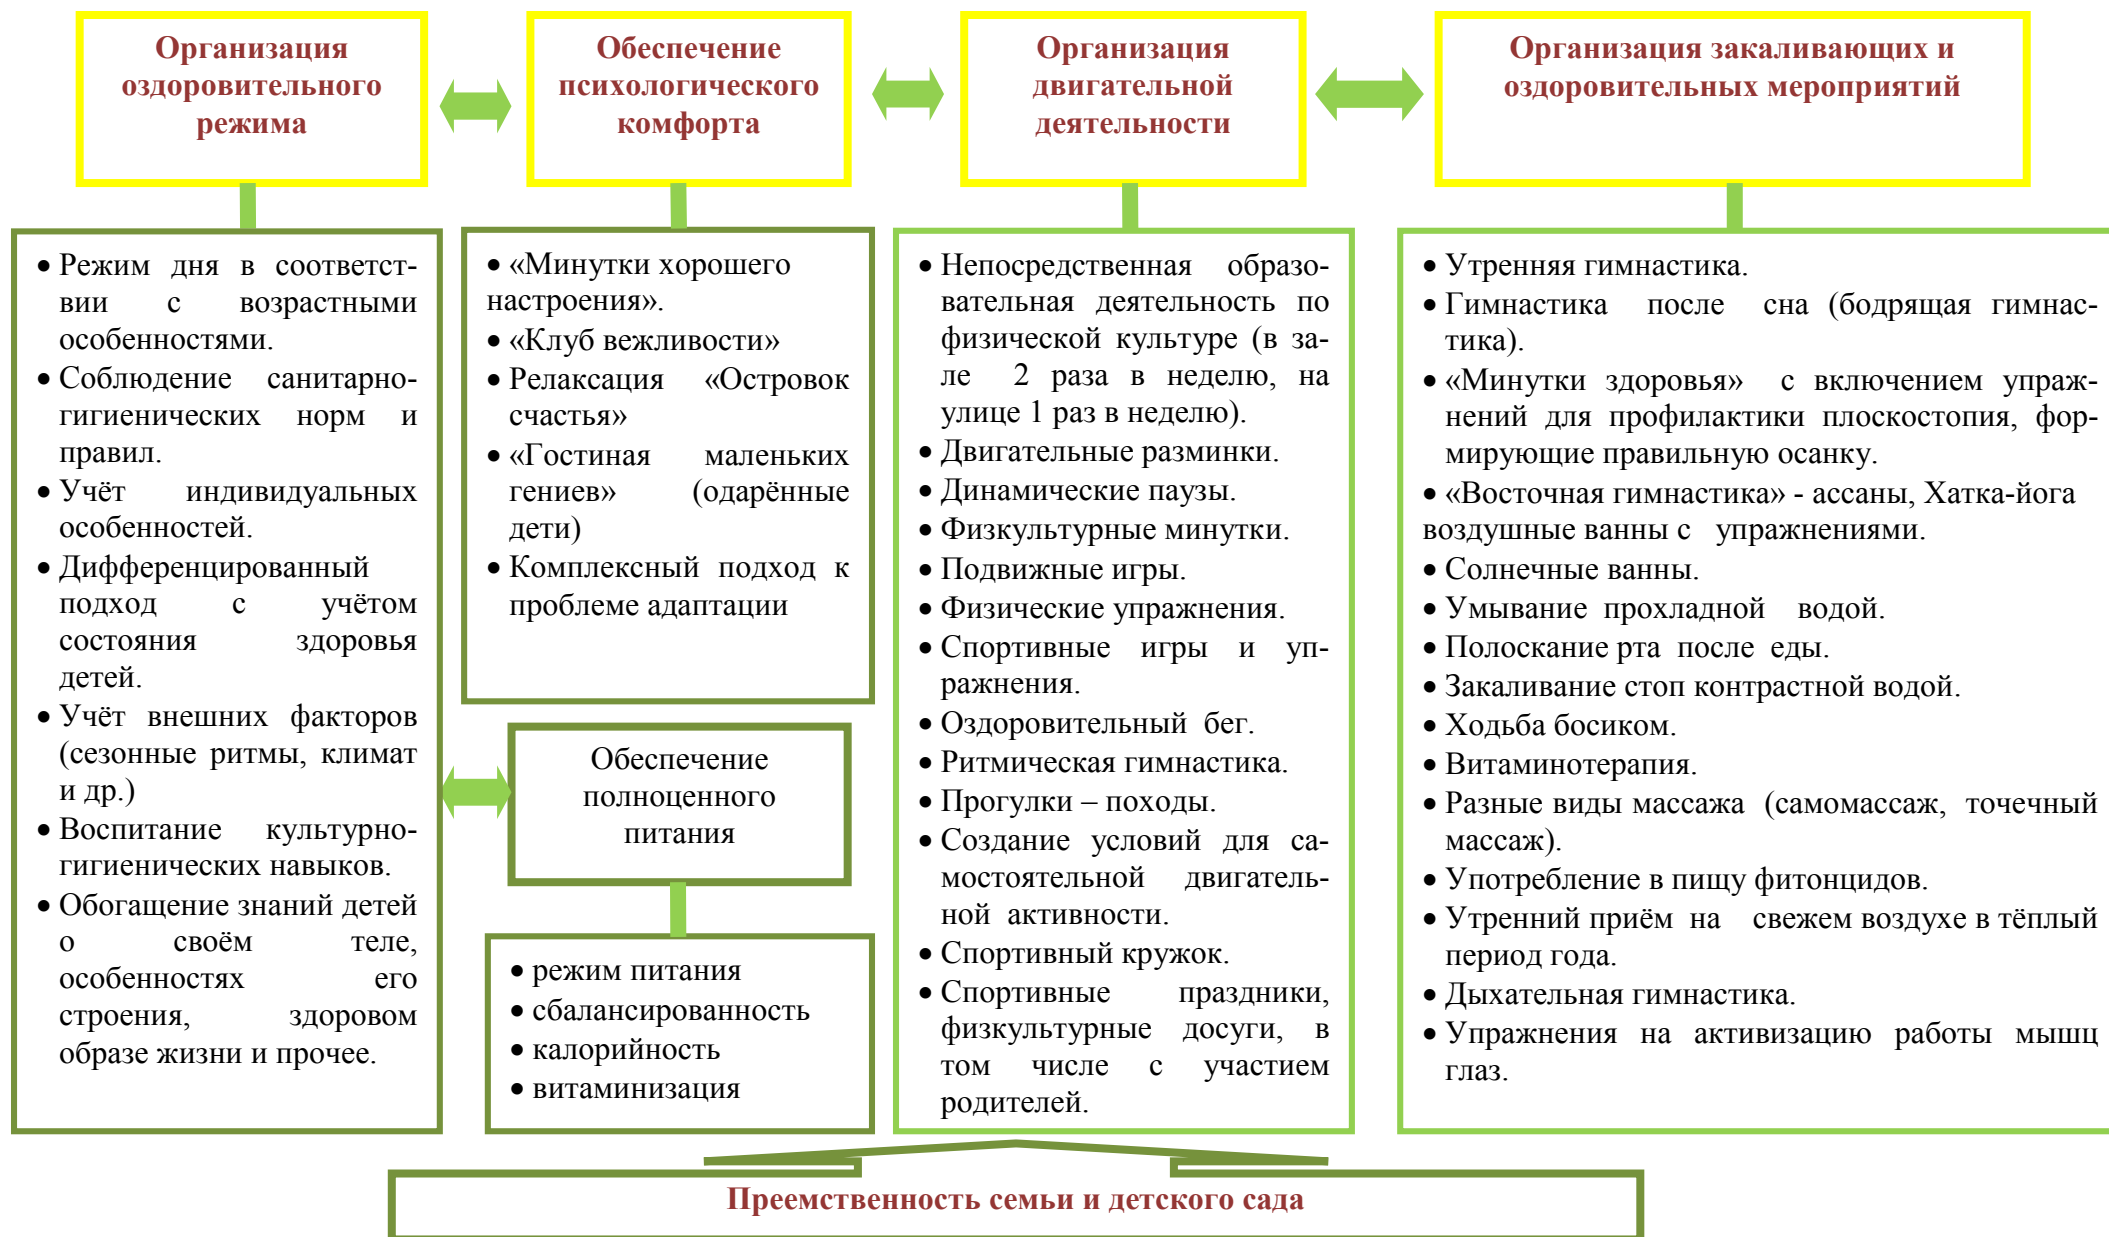 Организация
оздоровительного
режима
Обеспечение
психологического
комфорта
Организация
двигательной
деятельности
Организация закаливающих и
оздоровительных мероприятий
• Режим дня в соответст-
вии с возрастными
особенностями.
• Соблюдение санитарно-
гигиенических норм и
правил.
• Учёт индивидуальных
особенностей.
• Дифференцированный
подход с учётом
состояния здоровья
детей.
• Учёт внешних факторов
(сезонные ритмы, климат
и др.)
• Воспитание культурно-
гигиенических навыков.
• Обогащение знаний детей
о своём теле,
особенностях его
строения, здоровом
образе жизни и прочее.
• «Минутки хорошего
настроения».
• «Клуб вежливости»
• Релаксация «Островок
счастья»
• «Гостиная маленьких
гениев» (одарённые
дети)
• Комплексный подход к
проблеме адаптации
Обеспечение
полноценного
питания
• режим питания
• сбалансированность
• калорийность
• витаминизация
• Непосредственная образо-
вательная деятельность по
физической культуре (в за-
ле 2 раза в неделю, на
улице 1 раз в неделю).
• Двигательные разминки.
• Динамические паузы.
• Физкультурные минутки.
• Подвижные игры.
• Физические упражнения.
• Спортивные игры и уп-
ражнения.
• Оздоровительный бег.
• Ритмическая гимнастика.
• Прогулки – походы.
• Создание условий для са-
мостоятельной двигатель-
ной активности.
• Спортивный кружок.
• Спортивные праздники,
физкультурные досуги, в
том числе с участием
родителей.
• Утренняя гимнастика.
• Гимнастика после сна (бодрящая гимнас-
тика).
• «Минутки здоровья» с включением упраж-
нений для профилактики плоскостопия, фор-
мирующие правильную осанку.
• «Восточная гимнастика» - ассаны, Хатка-йога
воздушные ванны с упражнениями.
• Солнечные ванны.
• Умывание прохладной водой.
• Полоскание рта после еды.
• Закаливание стоп контрастной водой.
• Ходьба босиком.
• Витаминотерапия.
• Разные виды массажа (самомассаж, точечный
массаж).
• Употребление в пищу фитонцидов.
• Утренний приём на свежем воздухе в тёплый
период года.
• Дыхательная гимнастика.
• Упражнения на активизацию работы мышц
глаз.
Преемственность семьи и детского сада